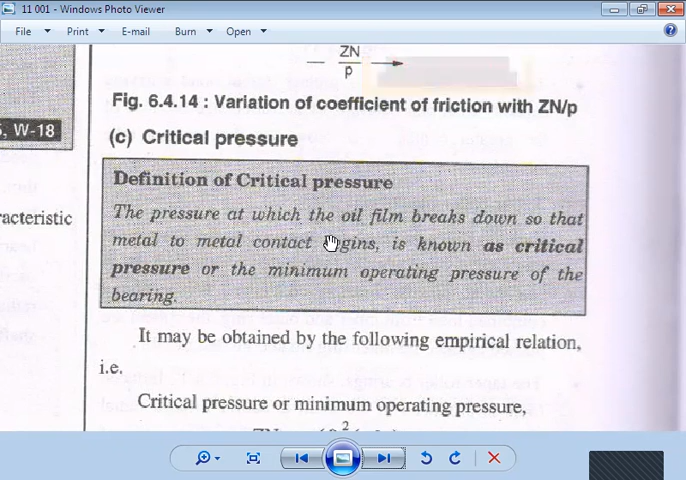 11 001 - Windows Photo Viewer
File Print E-mail Burn Open
ZN
p
Fig. 6.4.14 : Variation of coefficient of friction with ZN/p
5, W-18
(c) Critical pressure
Definition of Critical pressure
The pressure at which the oil film breaks down so that
metal to metal contact begins, is known as critical
pressure or the minimum operating pressure of the
bearing.
aracteristic
It may be obtained by the following empirical relation,
i.e.
Critical pressure or minimum operating pressure,